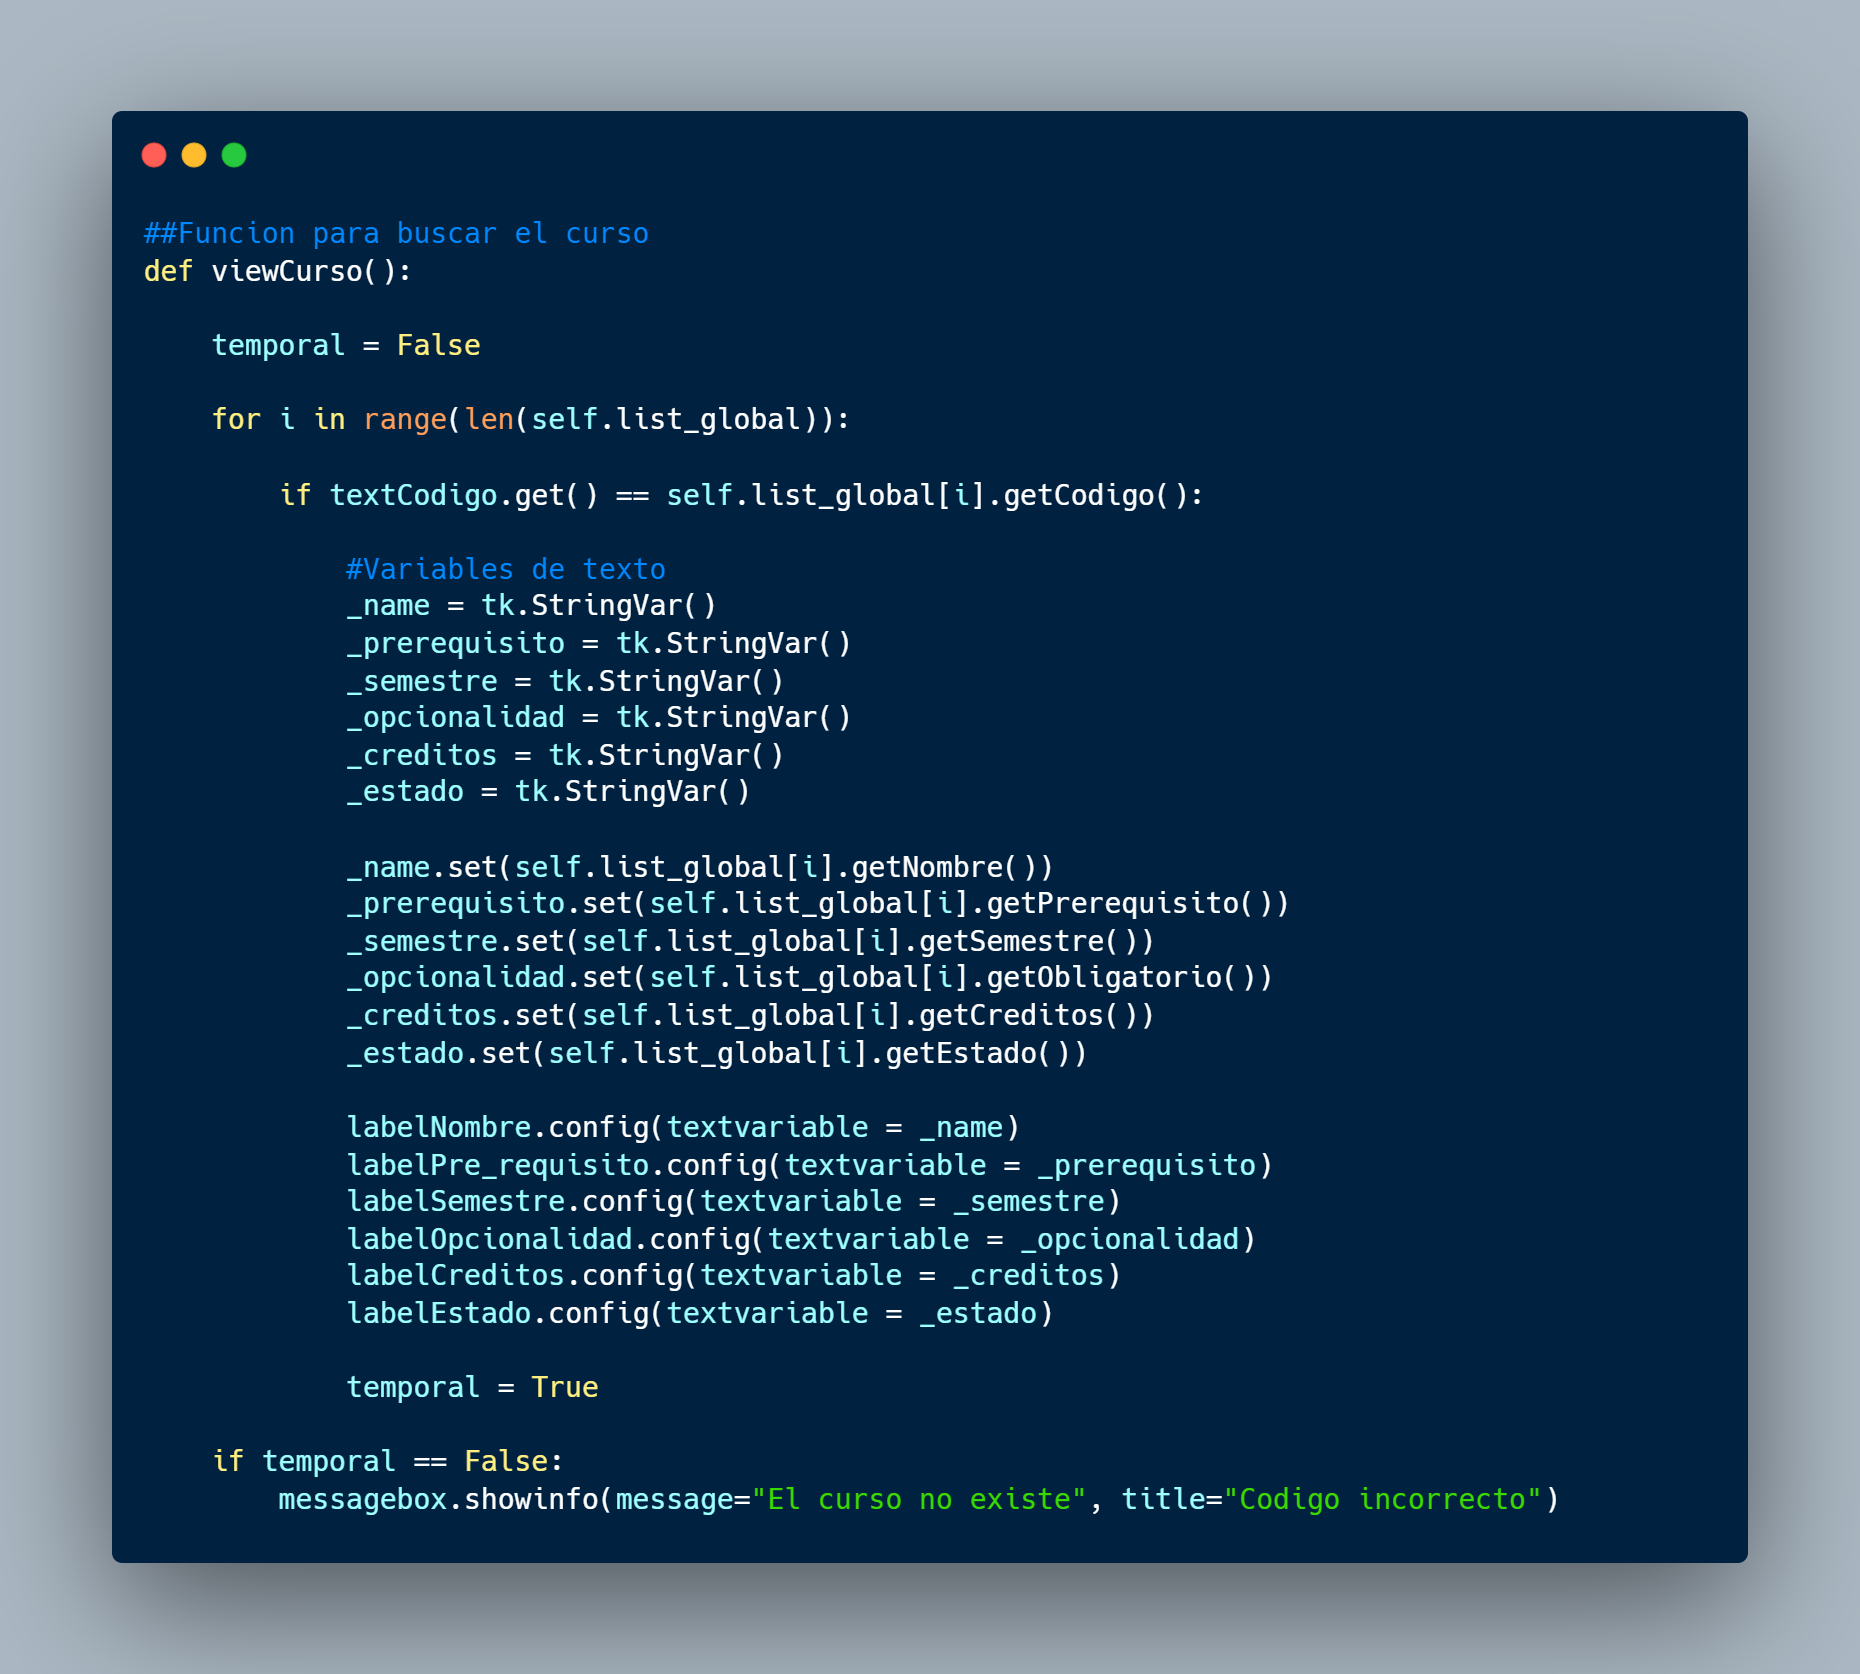 ##Funcion para buscar el curso
def viewCurso():
    temporal = False
    for i in range(len(self.list_global)):
        if textCodigo.get() == self.list_global[i].getCodigo():
            #Variables de texto
            _name = tk.StringVar()
            _prerequisito = tk.StringVar()
            _semestre = tk.StringVar()
            _opcionalidad = tk.StringVar()
            _creditos = tk.StringVar()
            _estado = tk.StringVar()
            _name.set(self.list_global[i].getNombre())
            _prerequisito.set(self.list_global[i].getPrerequisito())
            _semestre.set(self.list_global[i].getSemestre())
            _opcionalidad.set(self.list_global[i].getObligatorio())
            _creditos.set(self.list_global[i].getCreditos())
            _estado.set(self.list_global[i].getEstado())
            labelNombre.config(textvariable = _name)
            labelPre_requisito.config(textvariable = _prerequisito)
            labelSemestre.config(textvariable = _semestre)
            labelOpcionalidad.config(textvariable = _opcionalidad)
            labelCreditos.config(textvariable = _creditos)
            labelEstado.config(textvariable = _estado)
            temporal = True
    if temporal == False:
        messagebox.showinfo(message="El curso no existe", title="Codigo incorrecto")